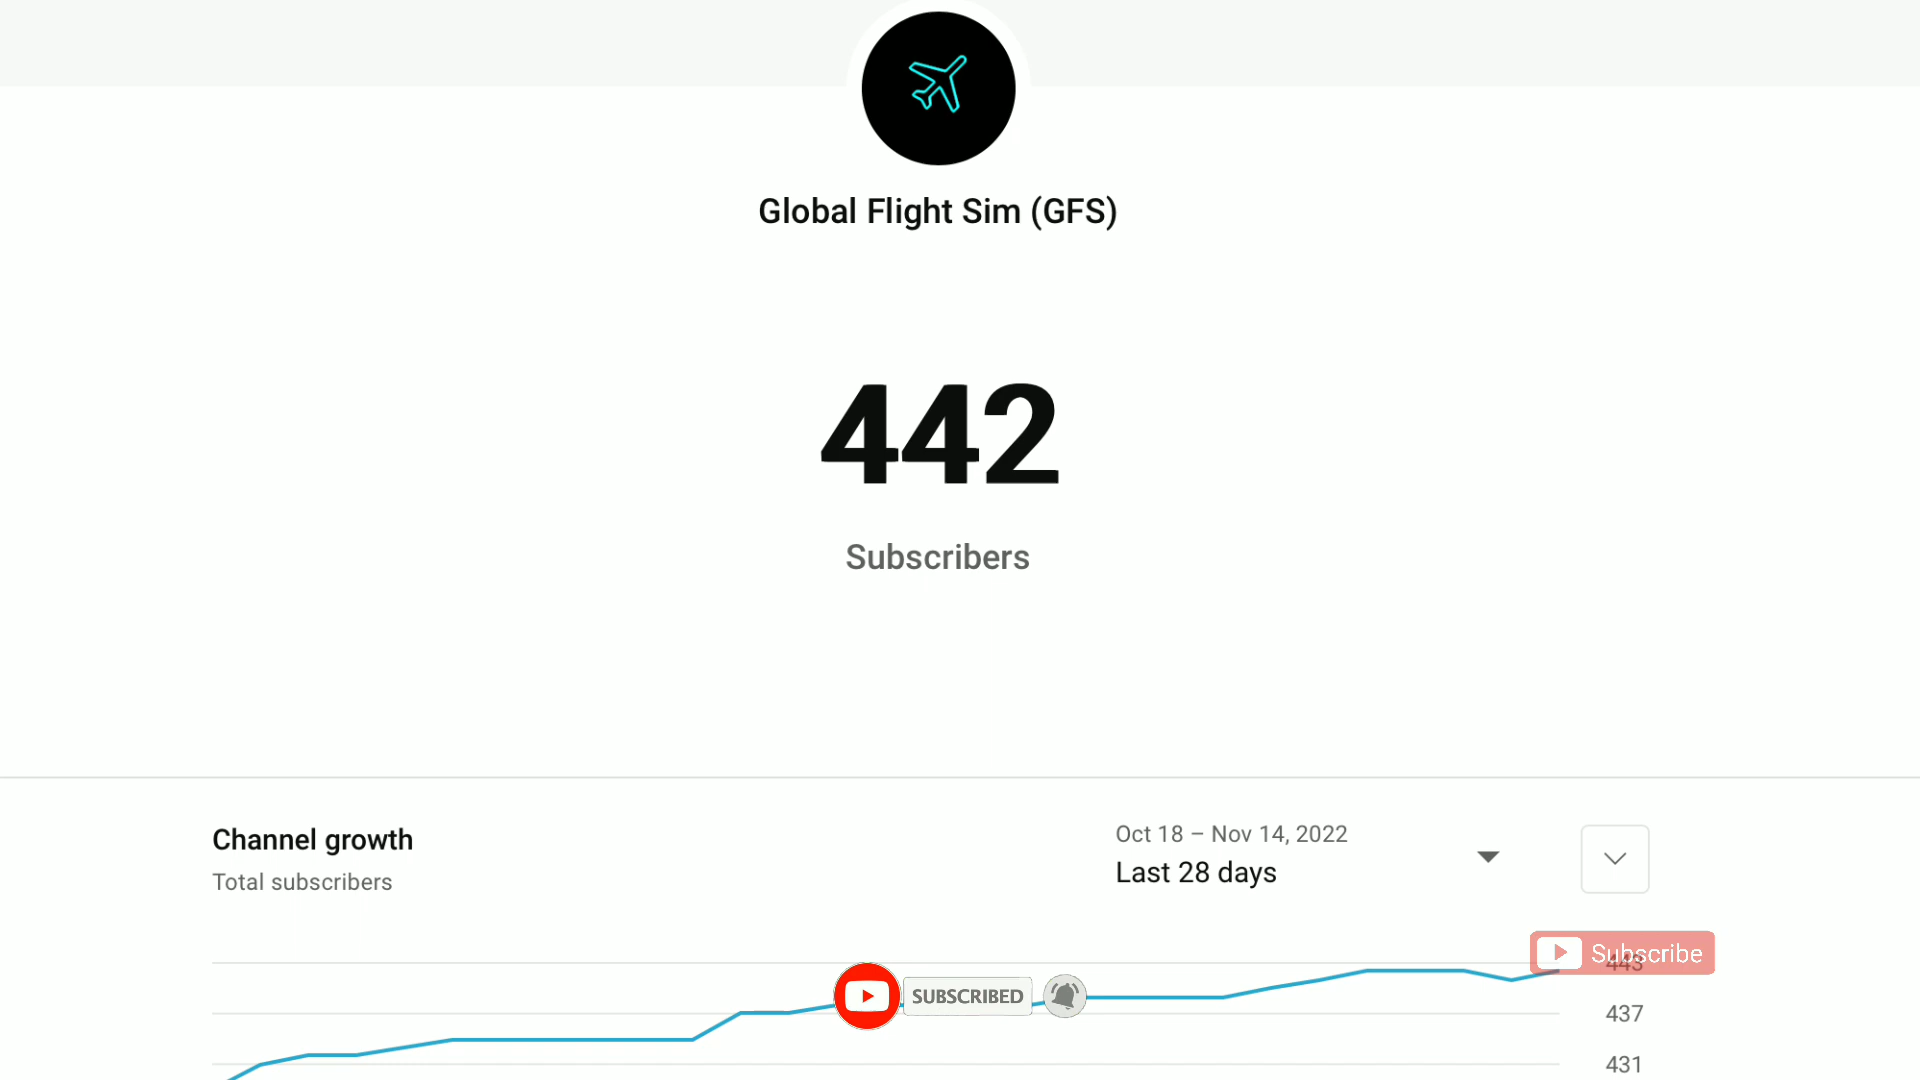 Global Flight Sim (GFS)
442
Subscribers
Channel growth
Total subscribers
Oct 18 – Nov 14, 2022
Last 28 days
Subscribe
443
SUBSCRIBED
437
431